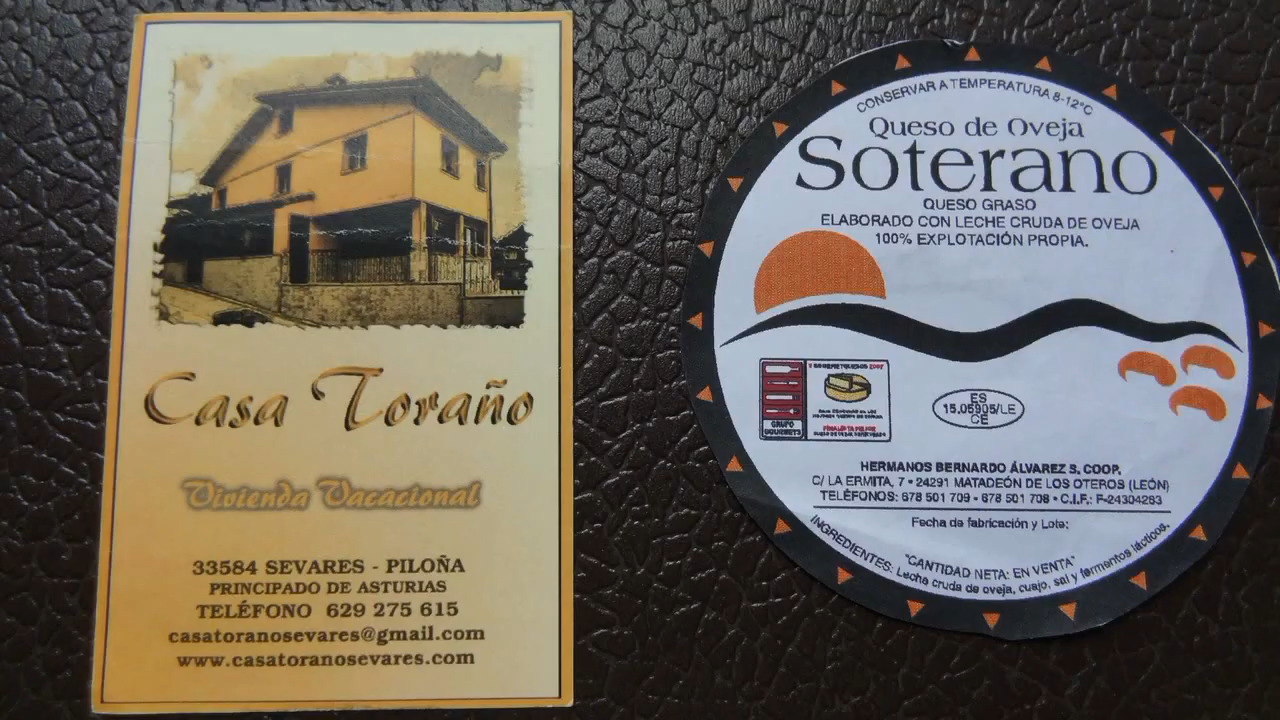 Casa Toraño
Vivienda Vacacional
33584 SEVARES - PILOÑA
PRINCIPADO DE ASTURIAS
TELÉFONO 629 275 615
casatoranosevares@gmail.com
www.casatoranosevares.com
CONSERVAR A TEMPERATURA 8-12°C
Queso de Oveja
Soterano
QUESO GRASO
ELABORADO CON LECHE CRUDA DE OVEJA
100% EXPLOTACIÓN PROPIA.
GRUPO
GOURMETS
ES
15.05905/LE
CE
HERMANOS BERNARDO ÁLVAREZ S. COOP.
C/ LA ERMITA, 7 • 24291 MATADEÓN DE LOS OTEROS (LEÓN)
TELÉFONOS: 678 501 709 - 678 501 708 • C.I.F.: F-24304263
Fecha de fabricación y Lote:
"CANTIDAD NETA: EN VENTA"
INGREDIENTES: Leche cruda de oveja, cuajo, sal y fermentos lácticos.